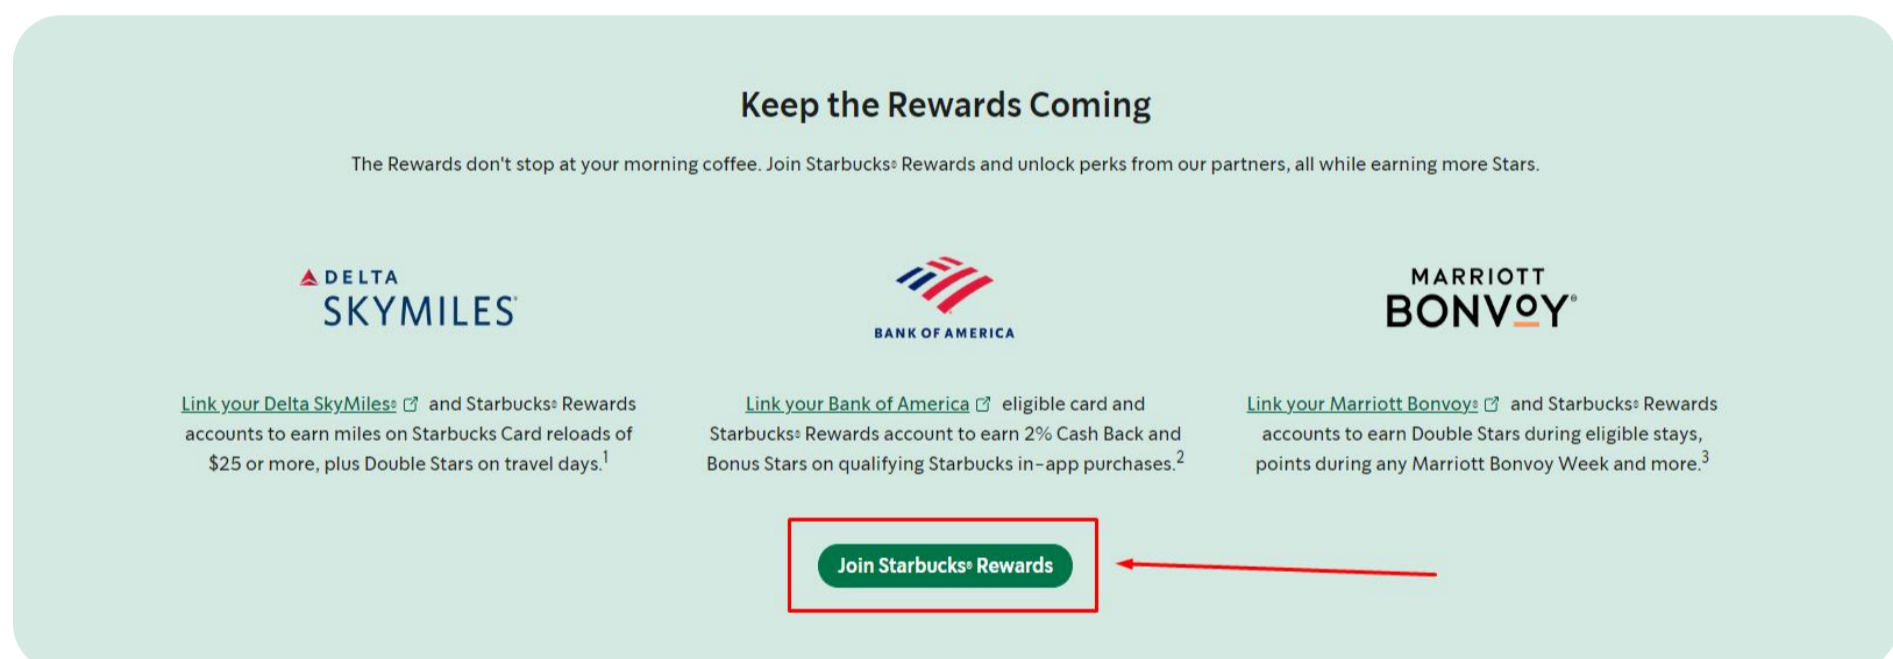 Keep the Rewards Coming
The Rewards don't stop at your morning coffee. Join Starbucks® Rewards and unlock perks from our partners, all while earning more Stars.
DELTA
SKYMILES
BANK OF AMERICA
MARRIOTT
BONVOY®
Link your Delta SkyMiles® and Starbucks® Rewards
accounts to earn miles on Starbucks Card reloads of
$25 or more, plus Double Stars on travel days.¹
Link your Bank of America eligible card and
Starbucks® Rewards account to earn 2% Cash Back and
Bonus Stars on qualifying Starbucks in-app purchases.²
Link your Marriott Bonvoy® and Starbucks® Rewards
accounts to earn Double Stars during eligible stays,
points during any Marriott Bonvoy Week and more.³
Join Starbucks® Rewards